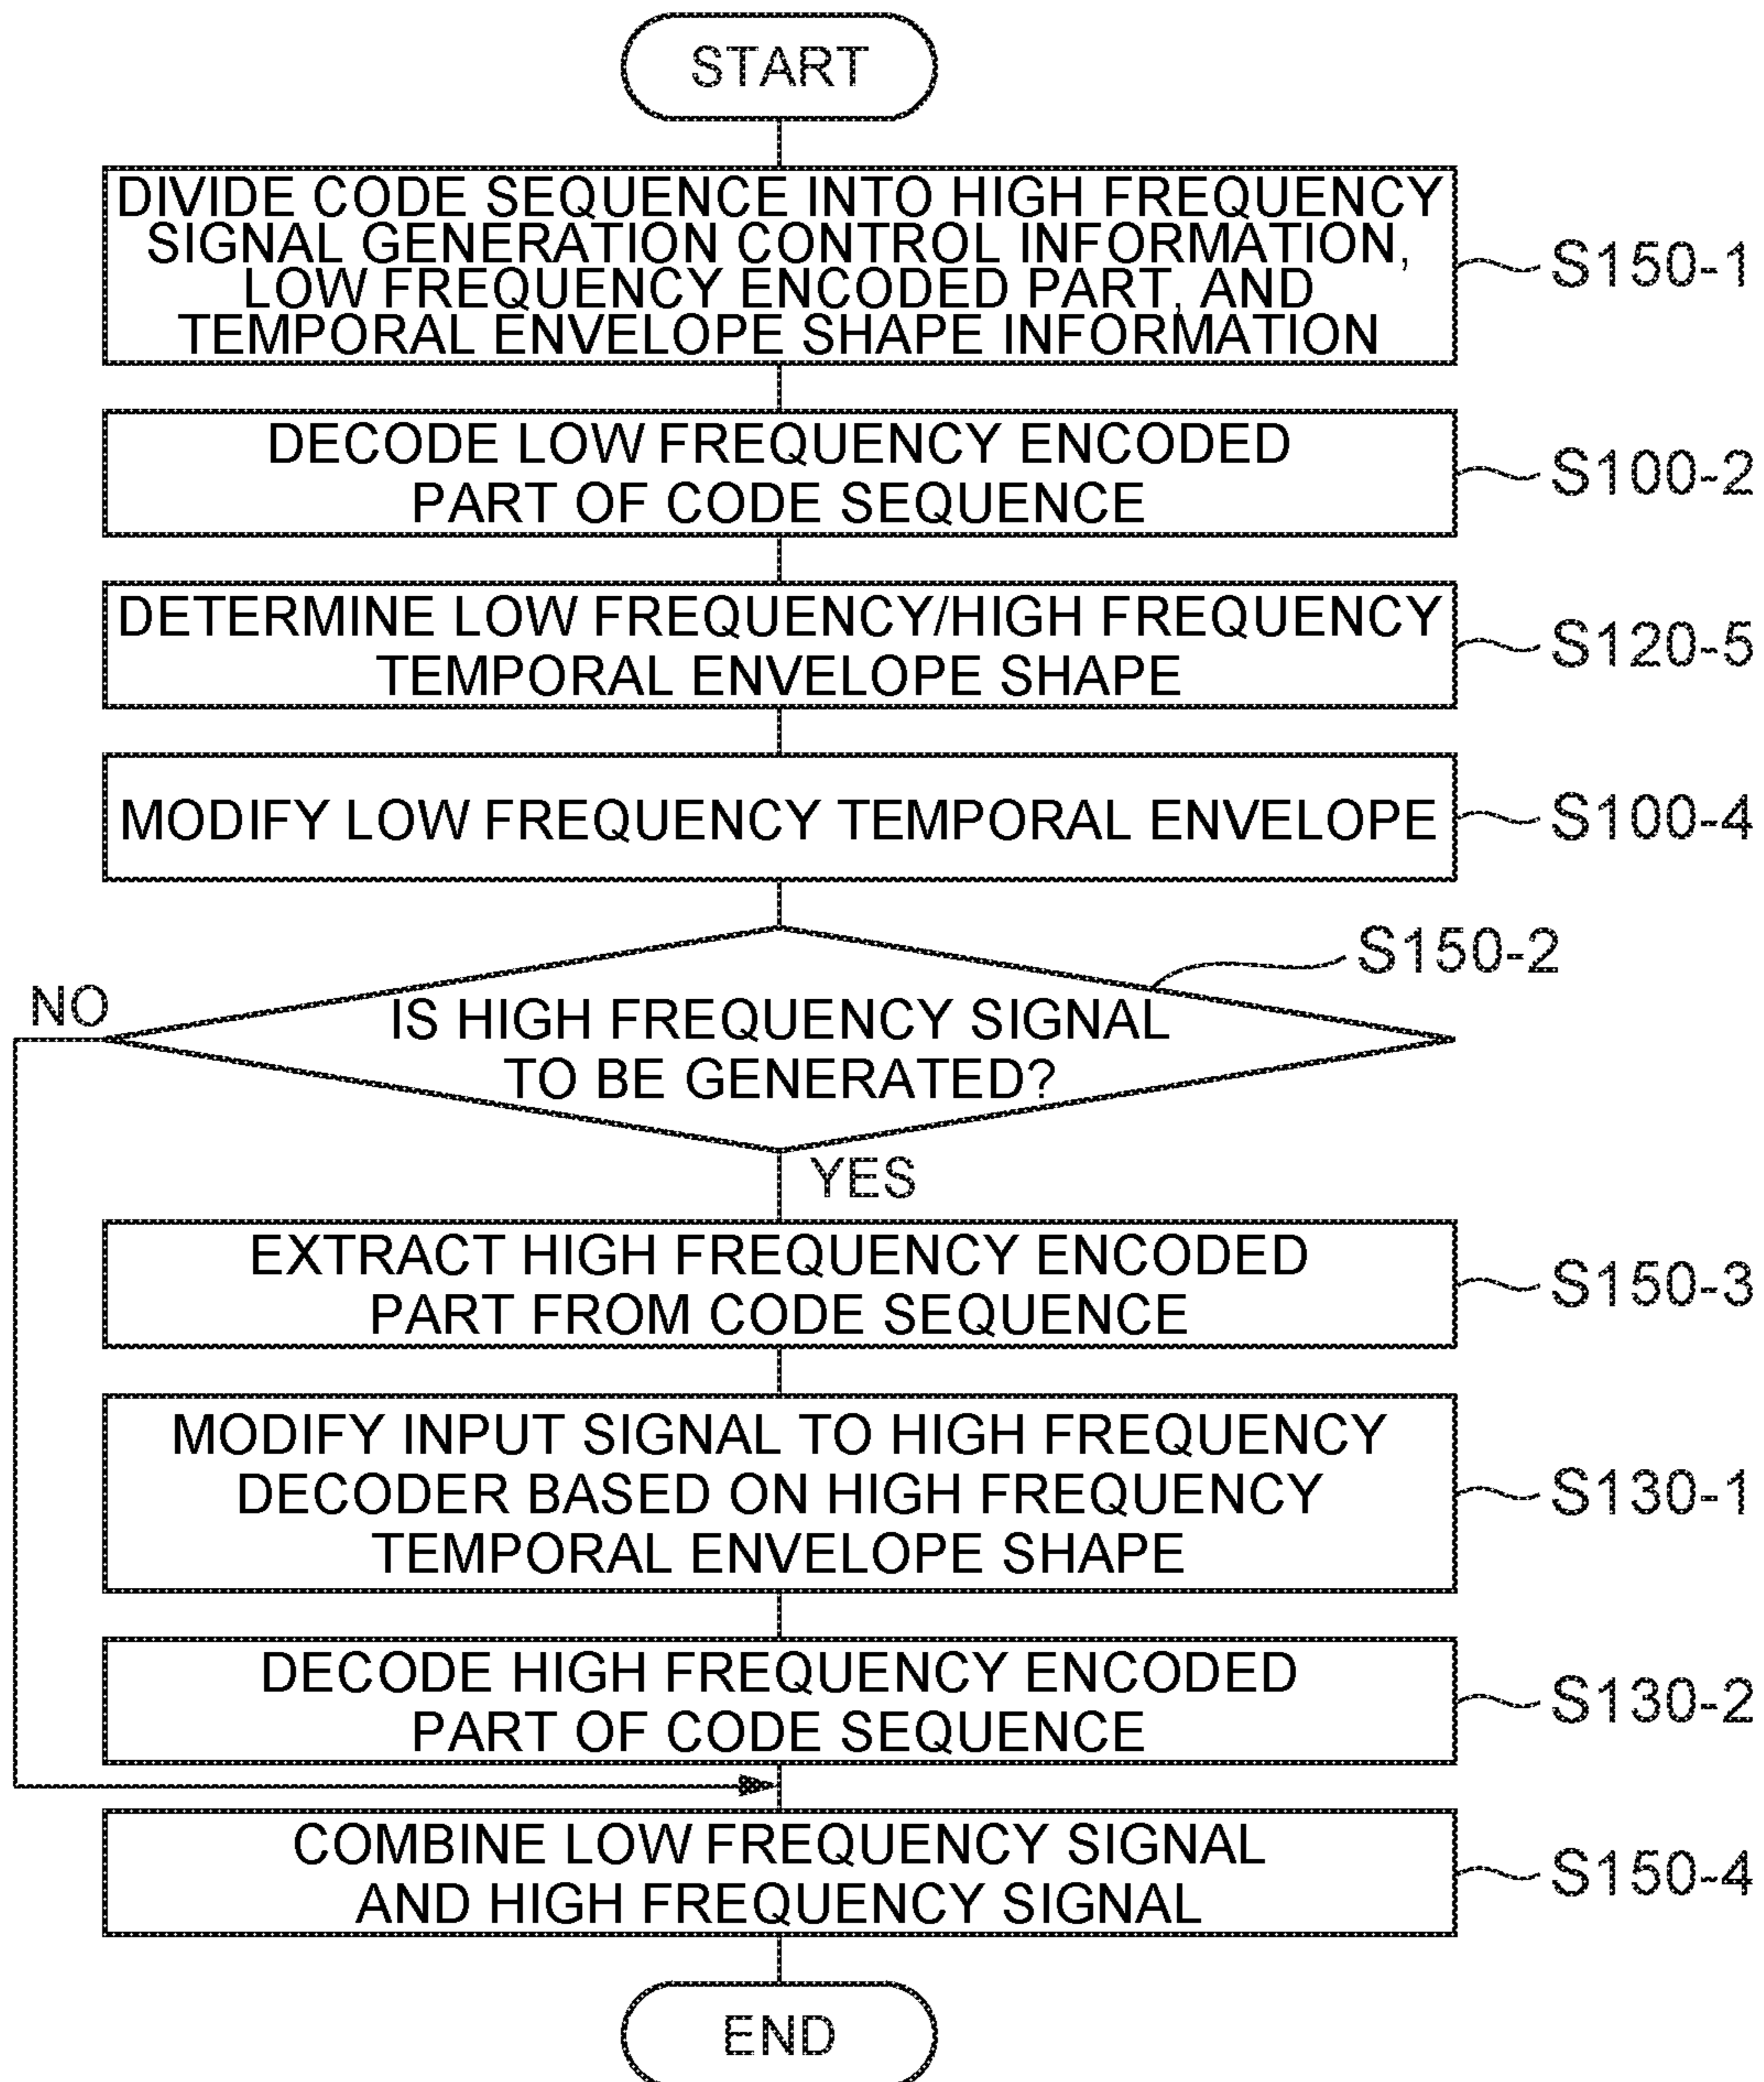 START
DIVIDE CODE SEQUENCE INTO HIGH FREQUENCY
SIGNAL GENERATION CONTROL INFORMATION,
LOW FREQUENCY ENCODED PART, AND
TEMPORAL ENVELOPE SHAPE INFORMATION
S150-1
DECODE LOW FREQUENCY ENCODED
PART OF CODE SEQUENCE
S100-2
DETERMINE LOW FREQUENCY/HIGH FREQUENCY
TEMPORAL ENVELOPE SHAPE
S120-5
MODIFY LOW FREQUENCY TEMPORAL ENVELOPE
S100-4
S150-2
NO
IS HIGH FREQUENCY SIGNAL
TO BE GENERATED?
YES
EXTRACT HIGH FREQUENCY ENCODED
PART FROM CODE SEQUENCE
S150-3
MODIFY INPUT SIGNAL TO HIGH FREQUENCY
DECODER BASED ON HIGH FREQUENCY
TEMPORAL ENVELOPE SHAPE
S130-1
DECODE HIGH FREQUENCY ENCODED
PART OF CODE SEQUENCE
S130-2
COMBINE LOW FREQUENCY SIGNAL
AND HIGH FREQUENCY SIGNAL
S150-4
END